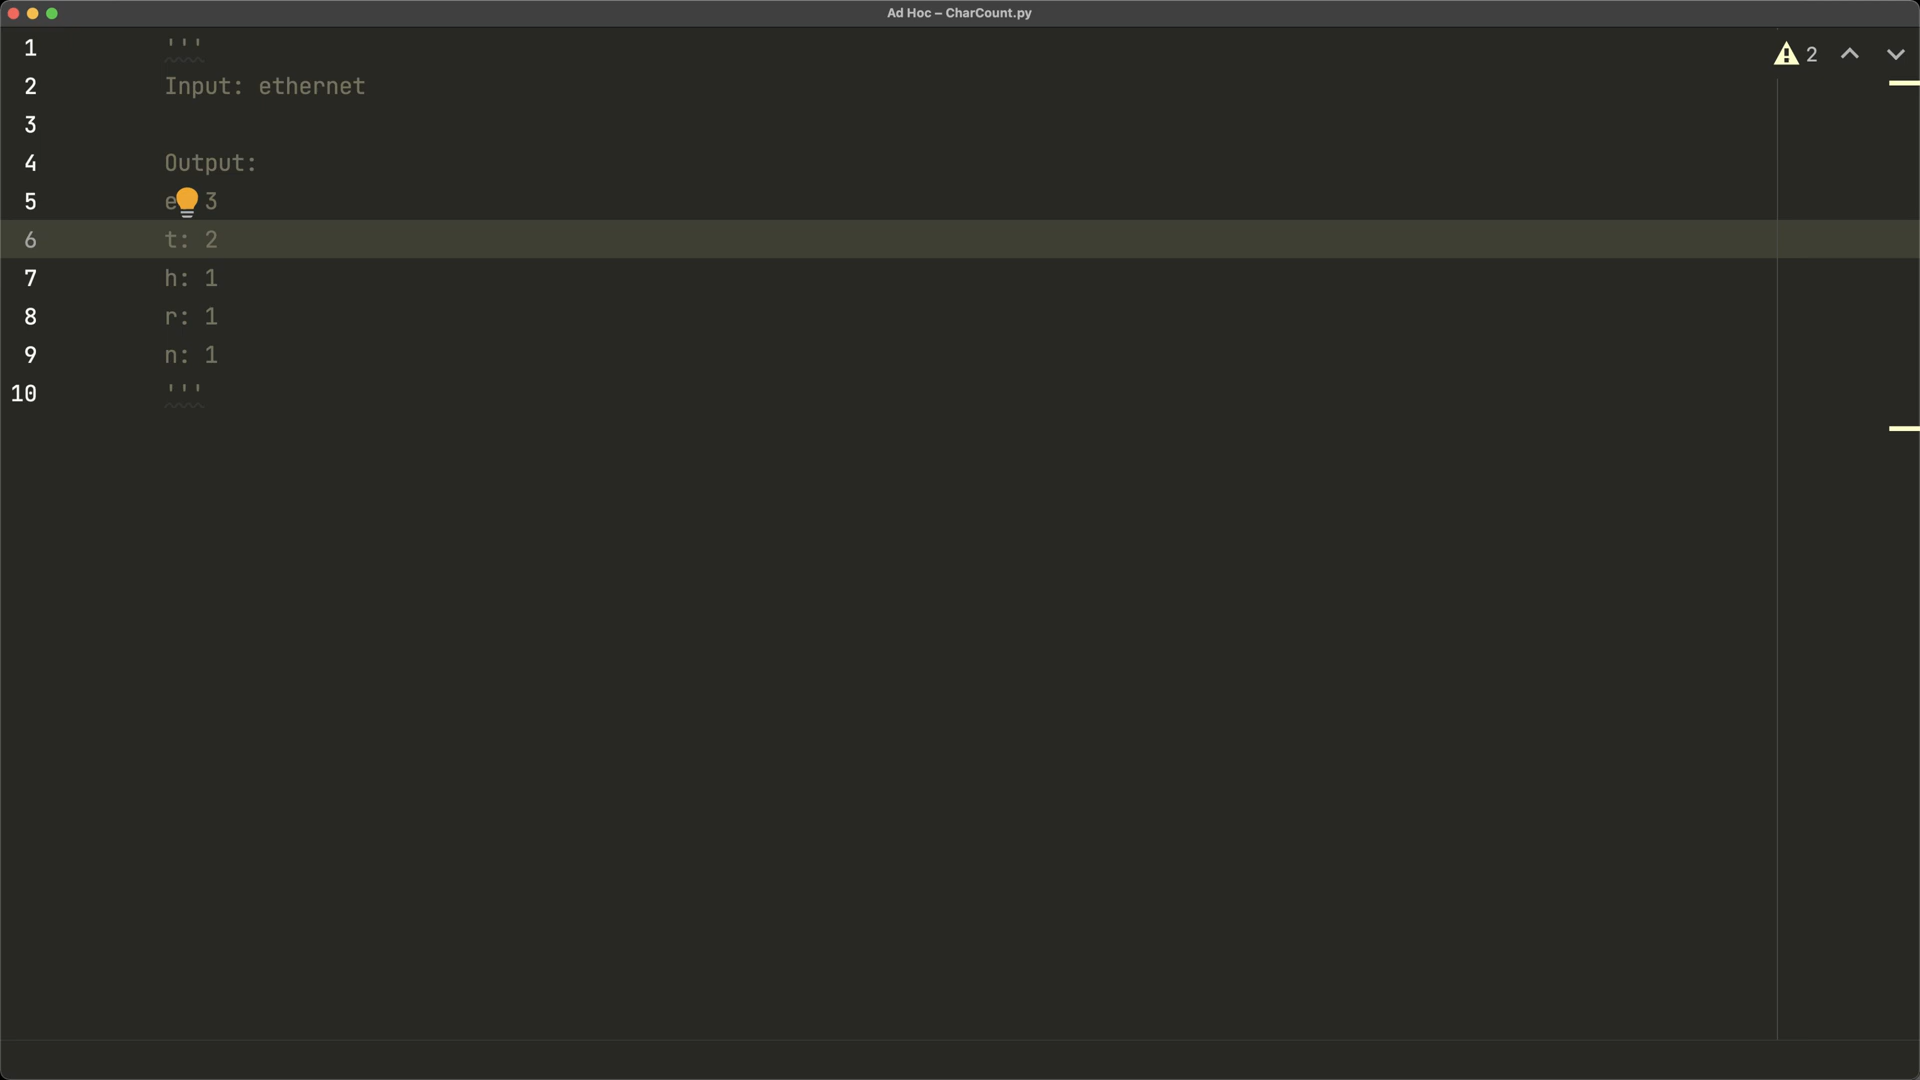 Ad Hoc – CharCount.py
2
1 '''
2 Input: ethernet
3
4 Output:
5 e 3
6 t: 2
7 h: 1
8 r: 1
9 n: 1
10 '''